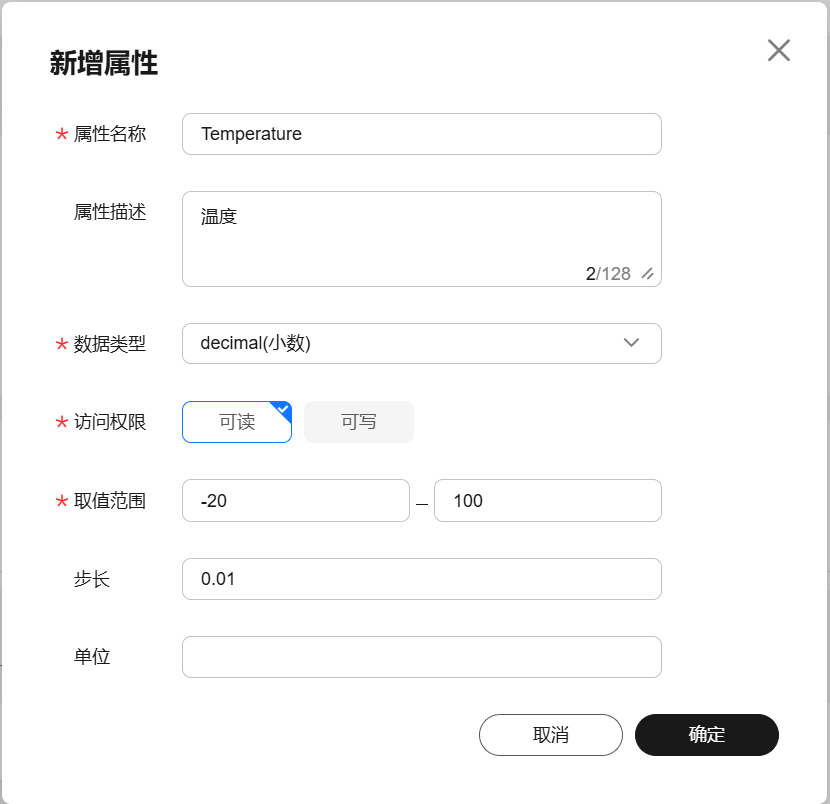 新增属性
* 属性名称 Temperature
属性描述 温度
2/128
* 数据类型 decimal(小数)
* 访问权限 可读 可写
* 取值范围 -20 – 100
步长 0.01
单位
取消 确定